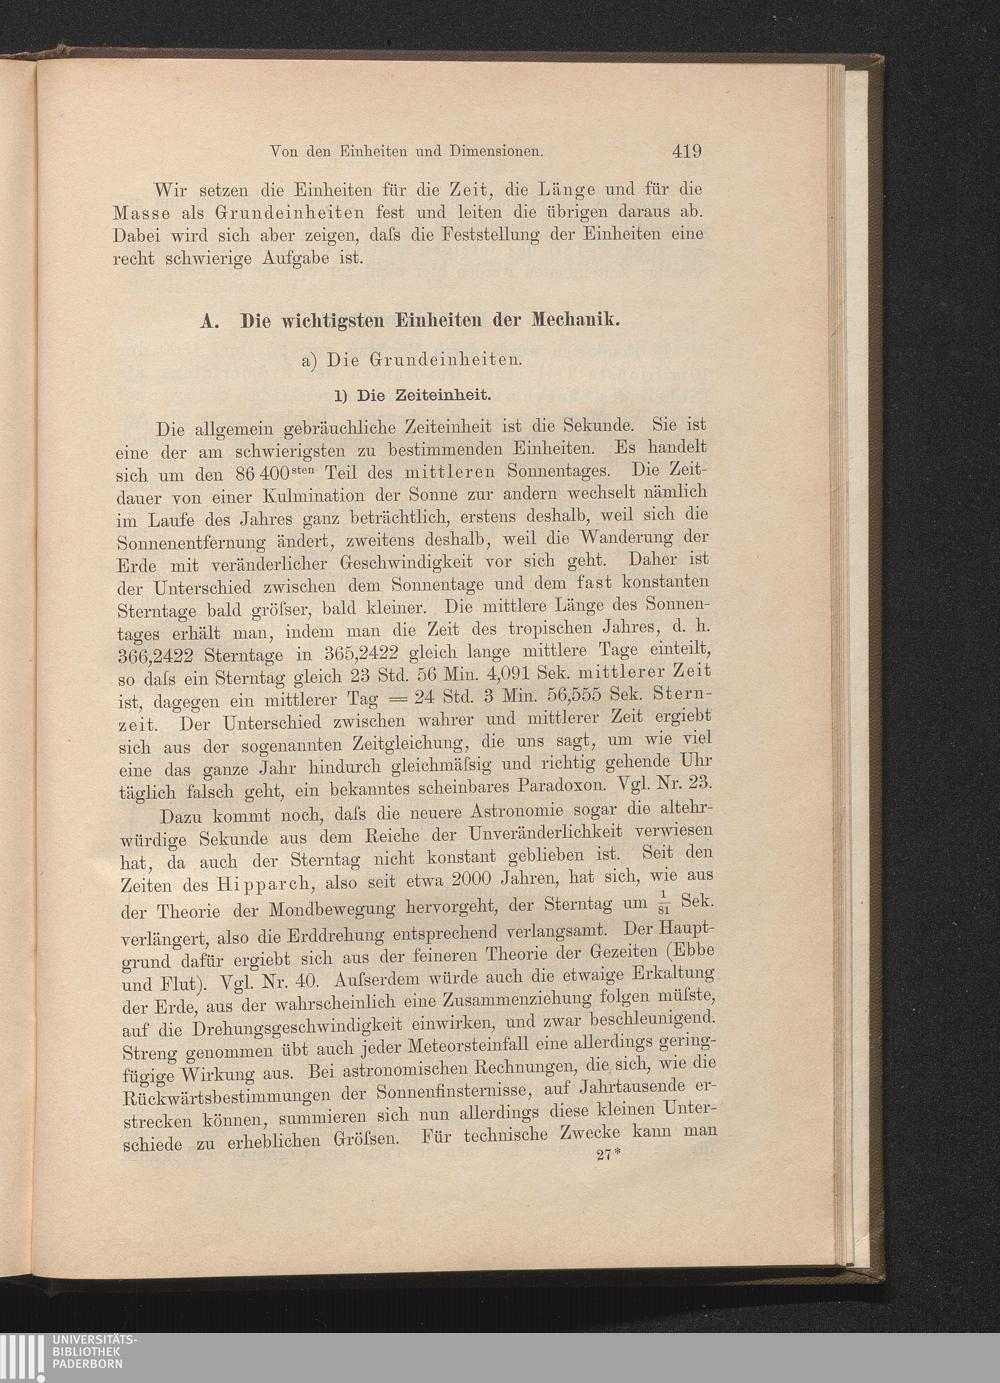 Von den Einheiten und Dimensionen. 419
Wir setzen die Einheiten für die Zeit, die Länge und für die
Masse als Grundeinheiten fest und leiten die übrigen daraus ab.
Dabei wird sich aber zeigen, daſs die Feststellung der Einheiten eine
recht schwierige Aufgabe ist.
A. Die wichtigsten Einheiten der Mechanik.
a) Die Grundeinheiten.
1) Die Zeiteinheit.
Die allgemein gebräuchliche Zeiteinheit ist die Sekunde. Sie ist
eine der am schwierigsten zu bestimmenden Einheiten. Es handelt
sich um den 86 400sten Teil des mittleren Sonnentages. Die Zeit-
dauer von einer Kulmination der Sonne zur andern wechselt nämlich
im Laufe des Jahres ganz beträchtlich, erstens deshalb, weil sich die
Sonnenentfernung ändert, zweitens deshalb, weil die Wanderung der
Erde mit veränderlicher Geschwindigkeit vor sich geht. Daher ist
der Unterschied zwischen dem Sonnentage und dem fast konstanten
Sterntage bald gröſser, bald kleiner. Die mittlere Länge des Sonnen-
tages erhält man, indem man die Zeit des tropischen Jahres, d. h.
366,2422 Sterntage in 365,2422 gleich lange mittlere Tage einteilt,
so daſs ein Sterntag gleich 23 Std. 56 Min. 4,091 Sek. mittlerer Zeit
ist, dagegen ein mittlerer Tag = 24 Std. 3 Min. 56,555 Sek. Stern-
zeit. Der Unterschied zwischen wahrer und mittlerer Zeit ergiebt
sich aus der sogenannten Zeitgleichung, die uns sagt, um wie viel
eine das ganze Jahr hindurch gleichmäſsig und richtig gehende Uhr
täglich falsch geht, ein bekanntes scheinbares Paradoxon. Vgl. Nr. 23.
Dazu kommt noch, daſs die neuere Astronomie sogar die altehr-
würdige Sekunde aus dem Reiche der Unveränderlichkeit verwiesen
hat, da auch der Sterntag nicht konstant geblieben ist. Seit den
Zeiten des Hipparch, also seit etwa 2000 Jahren, hat sich, wie aus
der Theorie der Mondbewegung hervorgeht, der Sterntag um 1/81 Sek.
verlängert, also die Erddrehung entsprechend verlangsamt. Der Haupt-
grund dafür ergiebt sich aus der feineren Theorie der Gezeiten (Ebbe
und Flut). Vgl. Nr. 40. Auſserdem würde auch die etwaige Erkaltung
der Erde, aus der wahrscheinlich eine Zusammenziehung folgen müſste,
auf die Drehungsgeschwindigkeit einwirken, und zwar beschleunigend.
Streng genommen übt auch jeder Meteorsteinfall eine allerdings gering-
fügige Wirkung aus. Bei astronomischen Rechnungen, die sich, wie die
Rückwärtsbestimmungen der Sonnenfinsternisse, auf Jahrtausende er-
strecken können, summieren sich nun allerdings diese kleinen Unter-
schiede zu erheblichen Gröſsen. Für technische Zwecke kann man
27*
UNIVERSITÄTS-
BIBLIOTHEK
PADERBORN